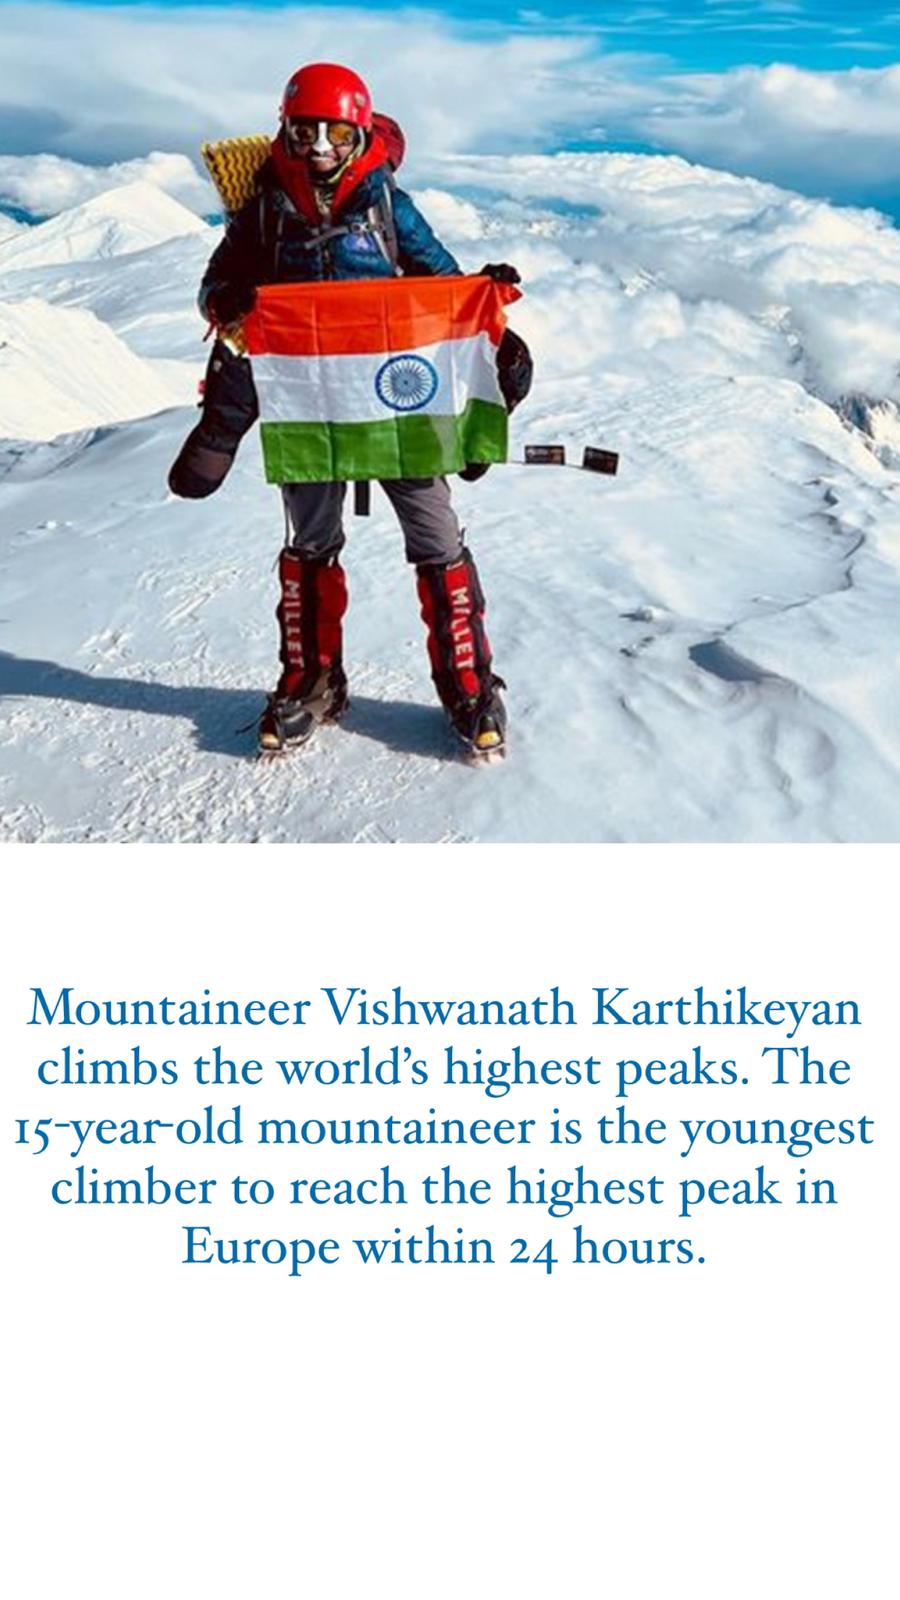 MILLET
MILLET
Mountaineer Vishwanath Karthikeyan
climbs the world’s highest peaks. The
15-year-old mountaineer is the youngest
climber to reach the highest peak in
Europe within 24 hours.